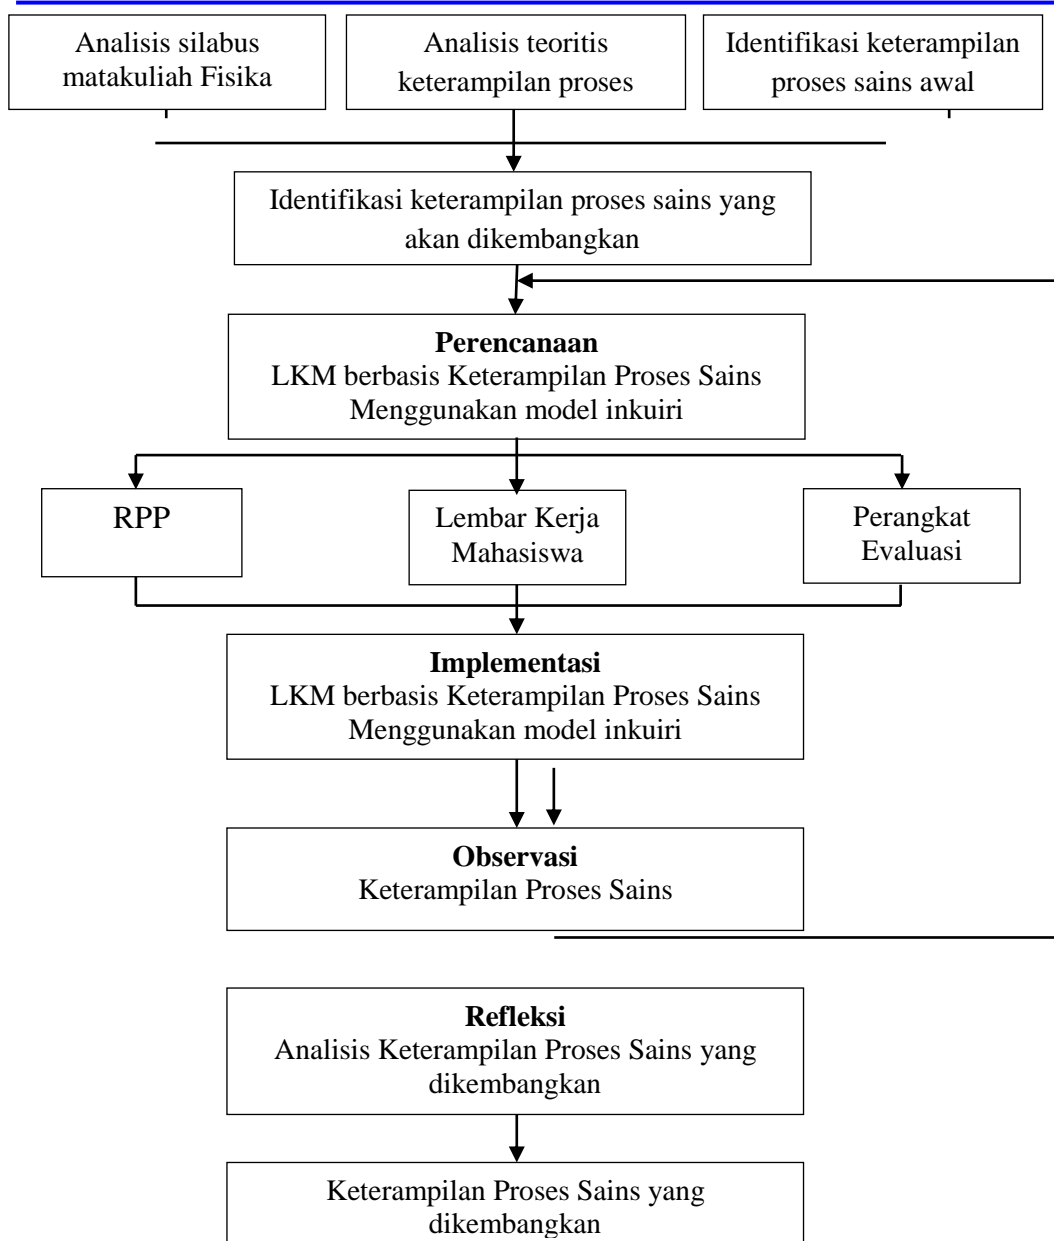 Analisis silabus
matakuliah Fisika
Analisis teoritis
keterampilan proses
Identifikasi keterampilan
proses sains awal
Identifikasi keterampilan proses sains yang
akan dikembangkan
Perencanaan
LKM berbasis Keterampilan Proses Sains
Menggunakan model inkuiri
RPP
Lembar Kerja
Mahasiswa
Perangkat
Evaluasi
Implementasi
LKM berbasis Keterampilan Proses Sains
Menggunakan model inkuiri
Observasi
Keterampilan Proses Sains
Refleksi
Analisis Keterampilan Proses Sains yang
dikembangkan
Keterampilan Proses Sains yang
dikembangkan